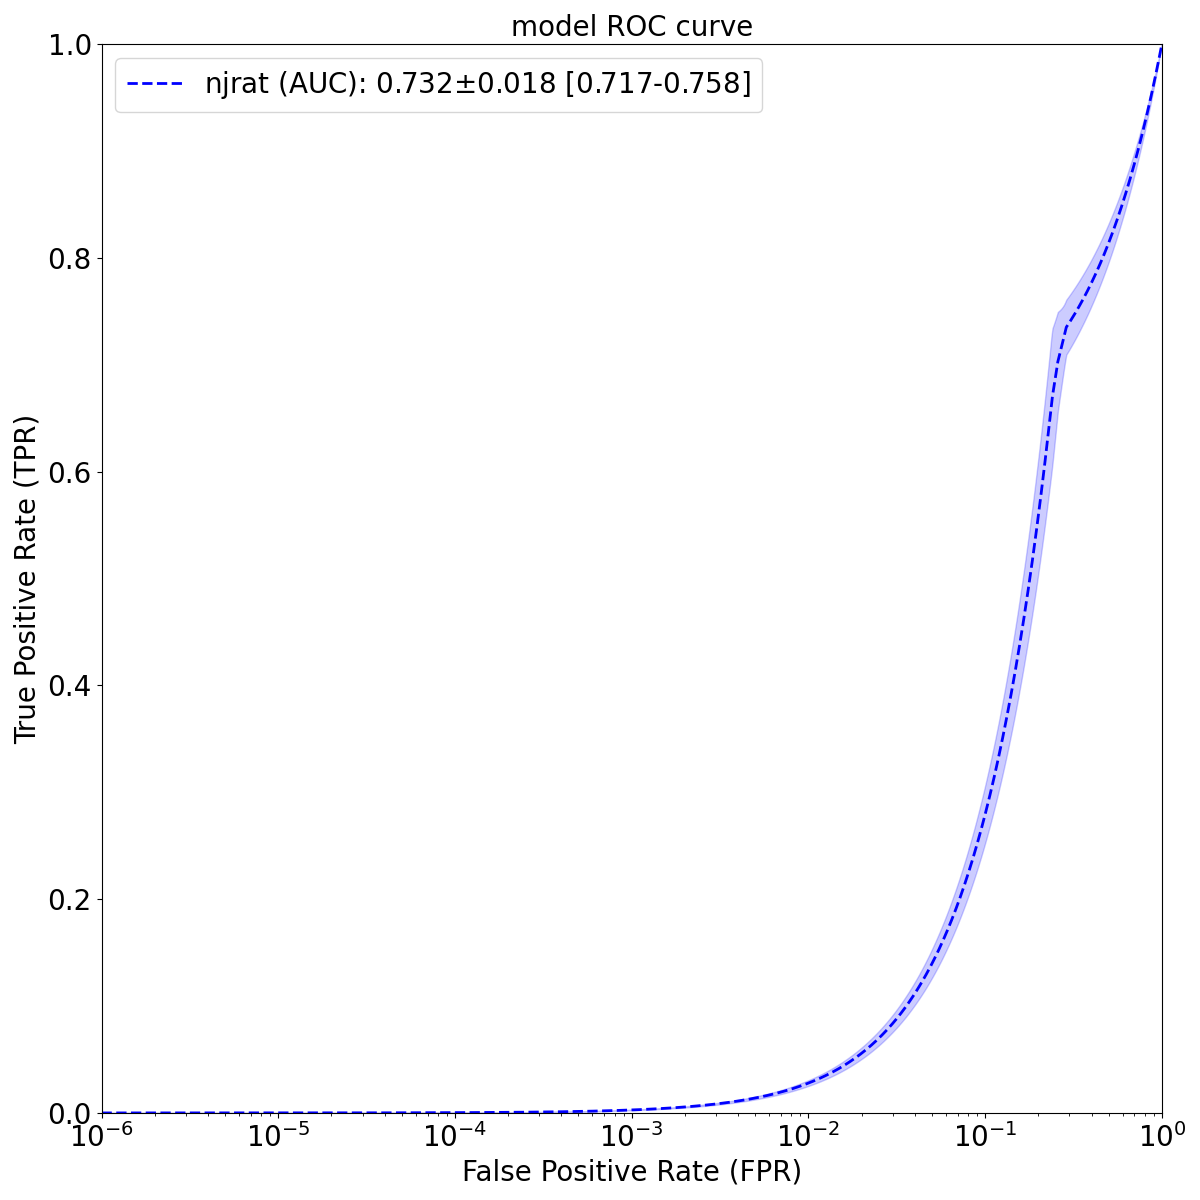 model ROC curve
njrat (AUC): 0.732±0.018 [0.717-0.758]
1.0
0.8
0.6
0.4
0.2
0.0
True Positive Rate (TPR)
10⁻⁶ 10⁻⁵ 10⁻⁴ 10⁻³ 10⁻² 10⁻¹ 10⁰
False Positive Rate (FPR)